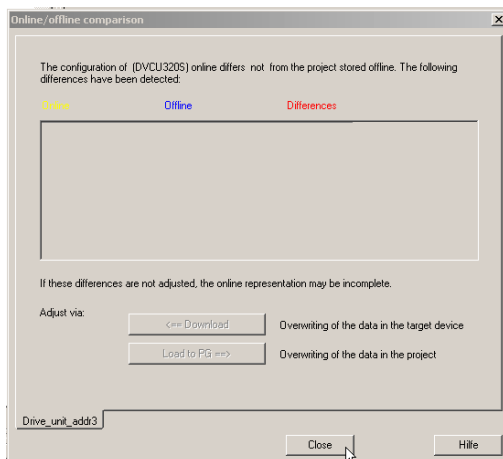 Online/offline comparison
The configuration of (DVCU320S) online differs not from the project stored offline. The following
differences have been detected:
Online Offline Differences
If these differences are not adjusted, the online representation may be incomplete.
Adjust via:
<== Download Overwriting of the data in the target device
Load to PG ==> Overwriting of the data in the project
Drive_unit_addr3
Close Hilfe